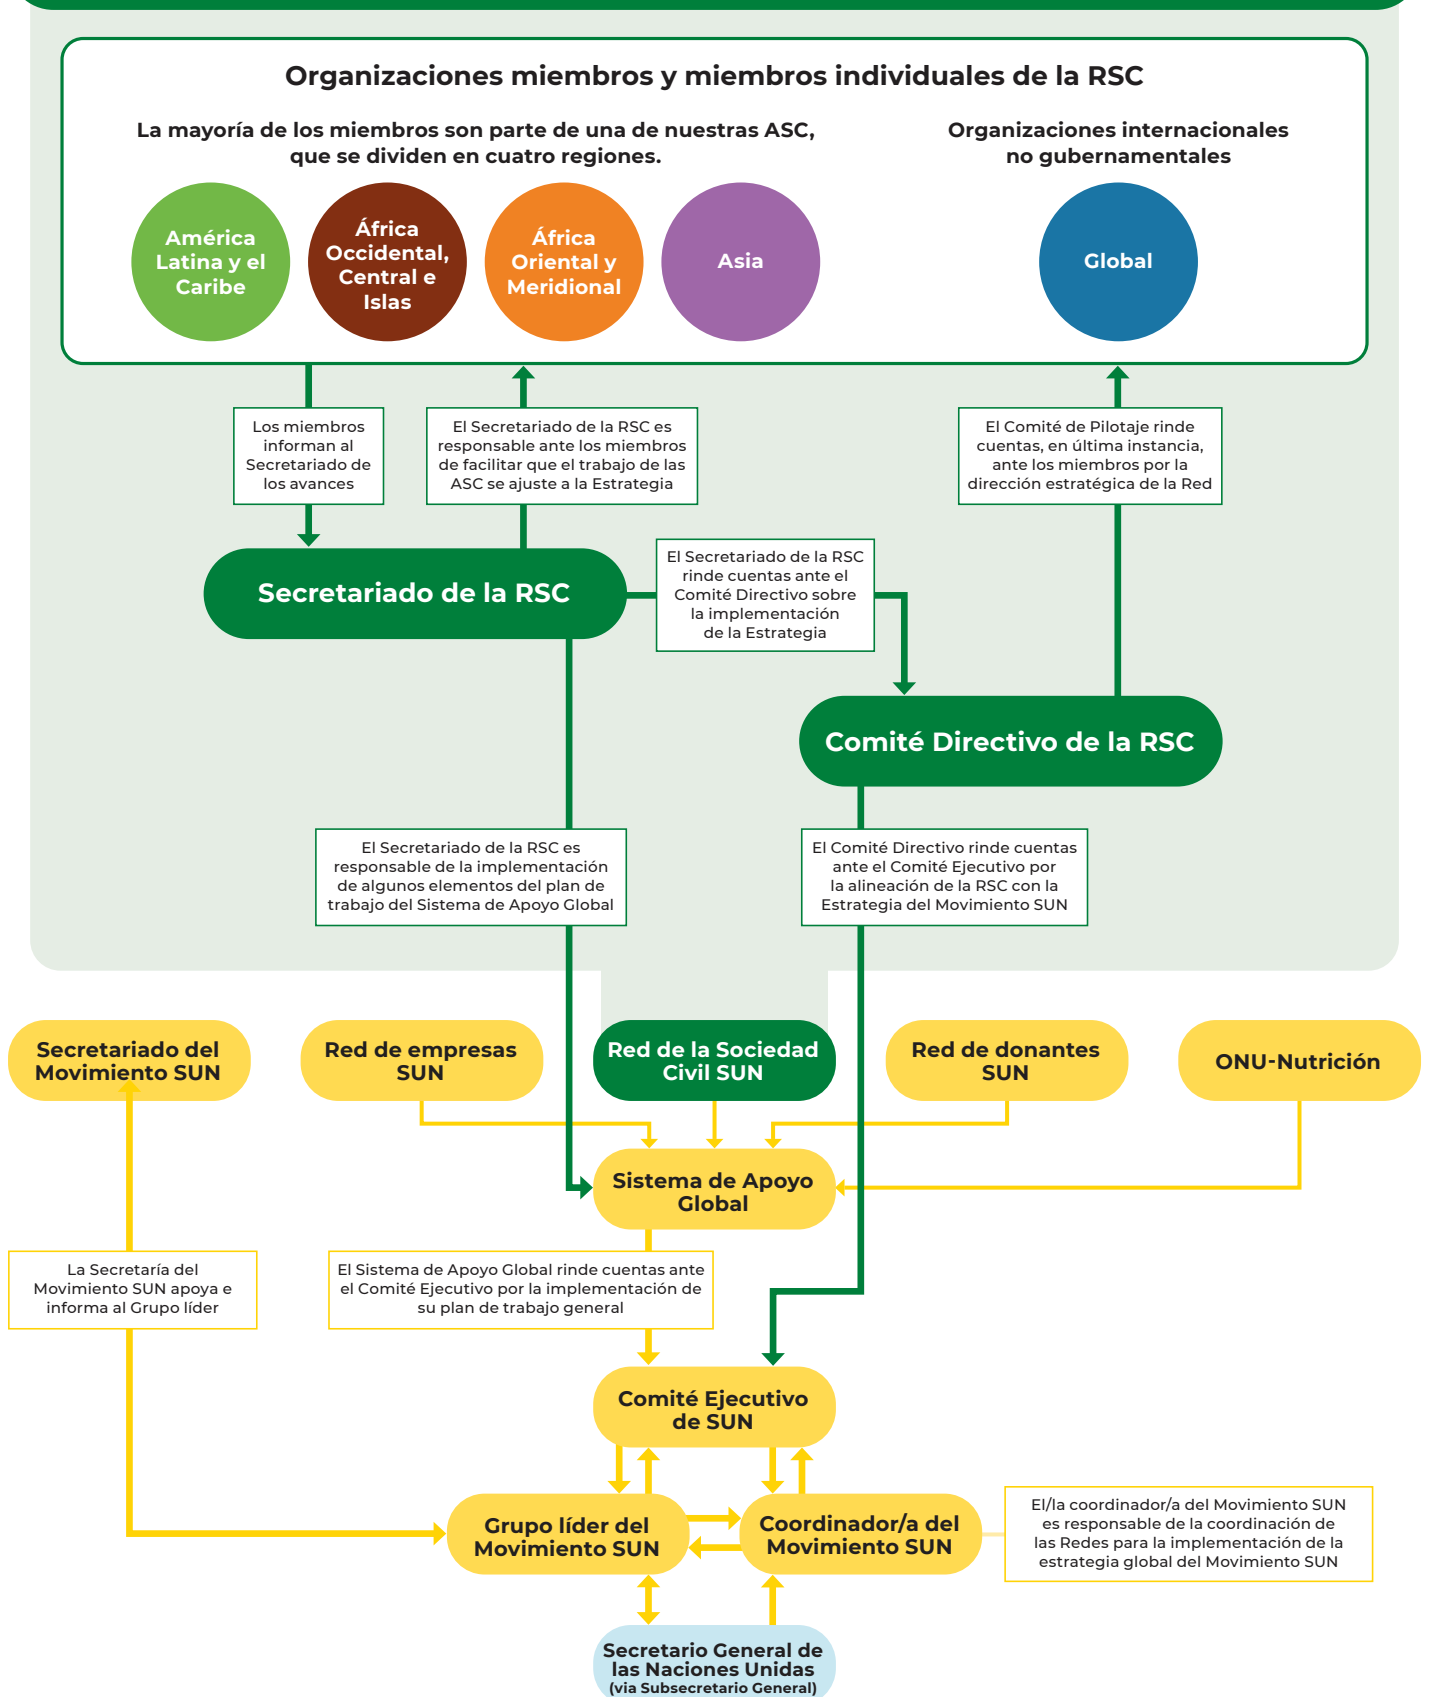 Organizaciones miembros y miembros individuales de la RSC
La mayoría de los miembros son parte de una de nuestras ASC,
que se dividen en cuatro regiones.
Organizaciones internacionales
no gubernamentales
América
Latina y el
Caribe
África
Occidental,
Central e
Islas
África
Oriental y
Meridional
Asia
Global
Los miembros
informan al
Secretariado de
los avances
El Secretariado de la RSC es
responsable ante los miembros
de facilitar que el trabajo de las
ASC se ajuste a la Estrategia
El Comité de Pilotaje rinde
cuentas, en última instancia,
ante los miembros por la
dirección estratégica de la Red
Secretariado de la RSC
El Secretariado de la RSC
rinde cuentas ante el
Comité Directivo sobre
la implementación
de la Estrategia
Comité Directivo de la RSC
El Secretariado de la RSC es
responsable de la implementación
de algunos elementos del plan de
trabajo del Sistema de Apoyo Global
El Comité Directivo rinde cuentas
ante el Comité Ejecutivo por
la alineación de la RSC con la
Estrategia del Movimiento SUN
Secretariado del
Movimiento SUN
Red de empresas
SUN
Red de la Sociedad
Civil SUN
Red de donantes
SUN
ONU-Nutrición
Sistema de Apoyo
Global
La Secretaría del
Movimiento SUN apoya e
informa al Grupo líder
El Sistema de Apoyo Global rinde cuentas ante
el Comité Ejecutivo por la implementación de
su plan de trabajo general
Comité Ejecutivo
de SUN
Grupo líder del
Movimiento SUN
Coordinador/a del
Movimiento SUN
El/la coordinador/a del Movimiento SUN
es responsable de la coordinación de
las Redes para la implementación de la
estrategia global del Movimiento SUN
Secretario General de
las Naciones Unidas
(via Subsecretario General)